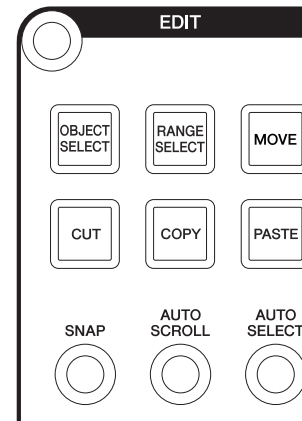 EDIT
OBJECT
SELECT
RANGE
SELECT
MOVE
CUT
COPY
PASTE
SNAP
AUTO
SCROLL
AUTO
SELECT